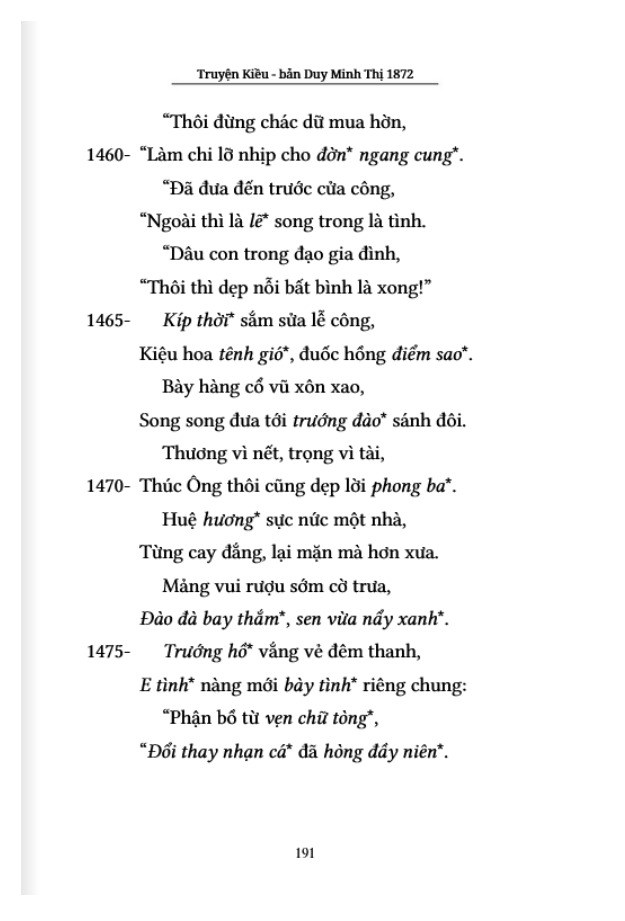 Truyện Kiều - bản Duy Minh Thị 1872
“Thôi đừng chác dữ mua hờn,
1460- “Làm chi lỡ nhịp cho đờn* ngang cung*.
“Đã đưa đến trước cửa công,
“Ngoài thì là lẽ* song trong là tình.
“Dâu con trong đạo gia đình,
“Thôi thì dẹp nỗi bất bình là xong!”
1465- Kíp thời* sắm sửa lễ công,
Kiệu hoa tênh gió*, đuốc hồng điểm sao*.
Bày hàng cổ vũ xôn xao,
Song song đưa tới trướng đào* sánh đôi.
Thương vì nết, trọng vì tài,
1470- Thúc Ông thôi cũng dẹp lời phong ba*.
Huệ hương* sực nức một nhà,
Từng cay đắng, lại mặn mà hơn xưa.
Mảng vui rượu sớm cờ trưa,
Đào đà bay thắm*, sen vừa nẩy xanh*.
1475- Trướng hồ* vắng vẻ đêm thanh,
E tình* nàng mới bày tình* riêng chung:
“Phận bồ từ vẹn chữ tòng*,
“Đổi thay nhạn cá* đã hòng đầy niên*.
191